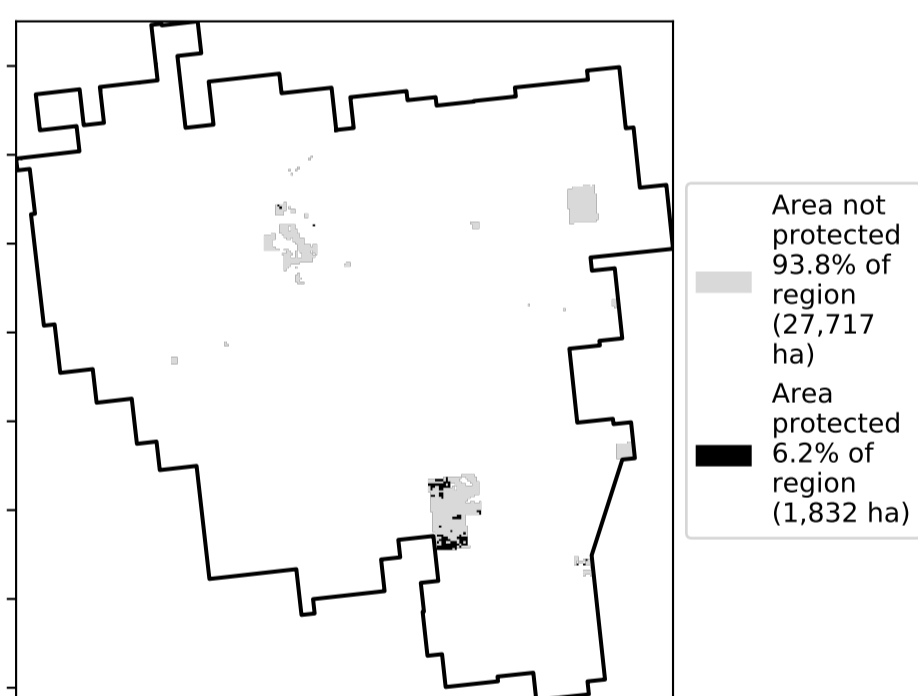 Area not
protected
93.8% of
region
(27,717
ha)
Area
protected
6.2% of
region
(1,832 ha)